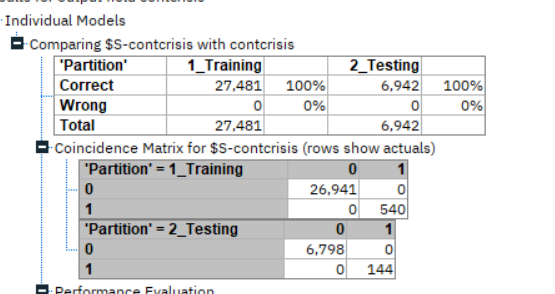 Individual Models
Comparing $S-contcrisis with contcrisis
'Partition' 1_Training 2_Testing
Correct 27,481 100% 6,942 100%
Wrong 0 0% 0 0%
Total 27,481 6,942
Coincidence Matrix for $S-contcrisis (rows show actuals)
'Partition' = 1_Training 0 1
0 26,941 0
1 0 540
'Partition' = 2_Testing 0 1
0 6,798 0
1 0 144
Performance Evaluation